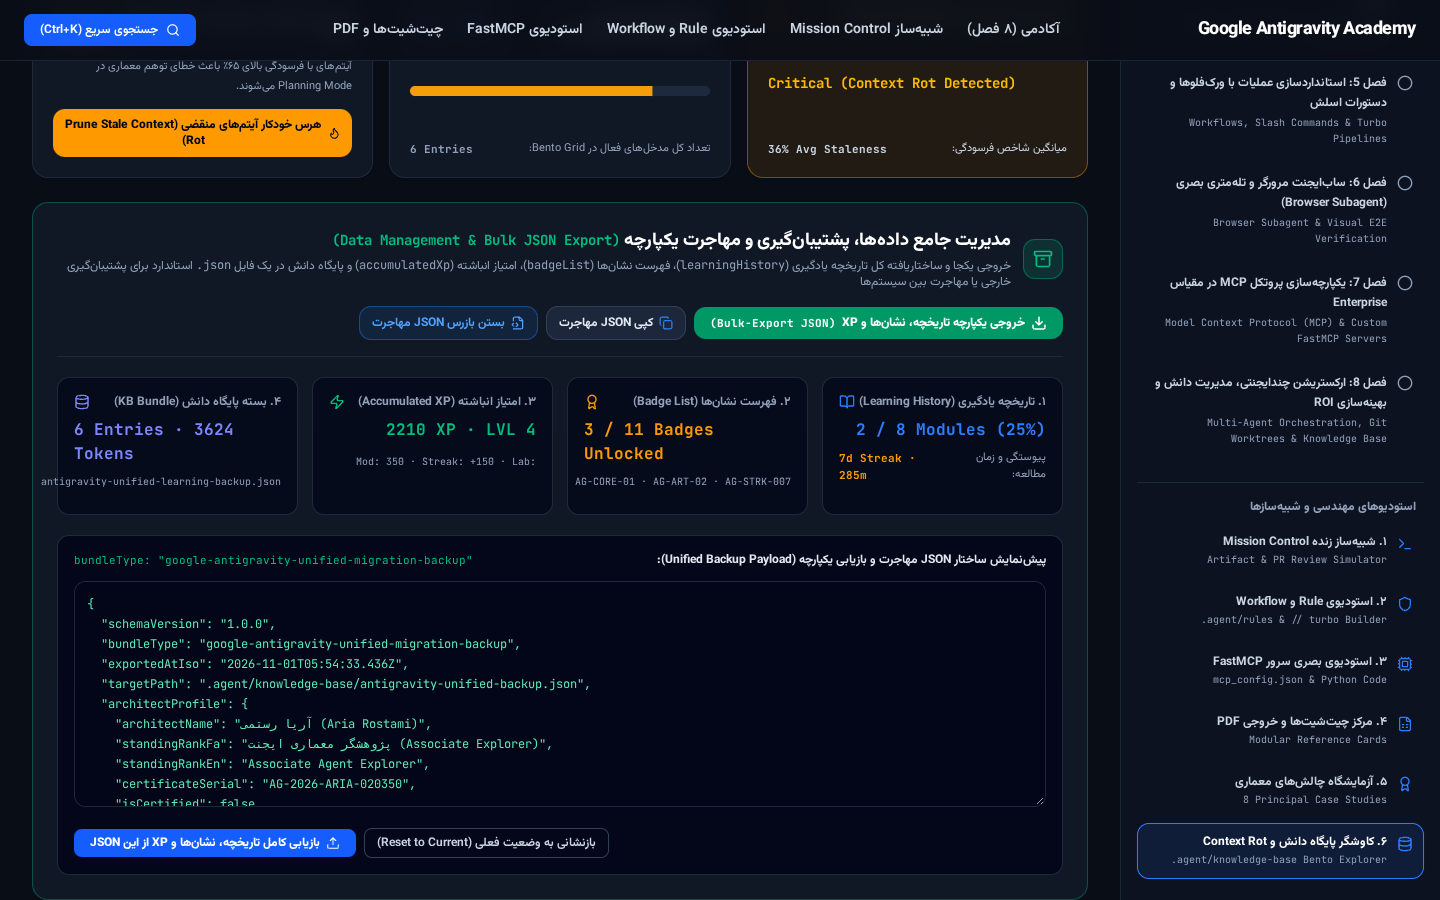 Google Antigravity Academy
آکادمی (۸ فصل)
شبیه‌ساز Mission Control
استودیوی Rule و Workflow
استودیوی FastMCP
چیت‌شیت‌ها و PDF
جستجوی سریع (Ctrl+K)
فصل 5: استانداردسازی عملیات با ورک‌فلوها و
دستورات اسلش
Workflows, Slash Commands & Turbo
Pipelines
فصل 6: ساب‌ایجنت مرورگر و تله‌متری بصری
(Browser Subagent)
Browser Subagent & Visual E2E
Verification
فصل 7: یکپارچه‌سازی پروتکل MCP در مقیاس
Enterprise
Model Context Protocol (MCP) & Custom
FastMCP Servers
فصل 8: ارکستریشن چندایجنتی، مدیریت دانش و
بهینه‌سازی ROI
Multi-Agent Orchestration, Git
Worktrees & Knowledge Base
استودیوهای مهندسی و شبیه‌سازها
۱. شبیه‌ساز زنده Mission Control
Artifact & PR Review Simulator
۲. استودیوی Rule و Workflow
.agent/rules & // turbo Builder
۳. استودیوی بصری سرور FastMCP
mcp_config.json & Python Code
۴. مرکز چیت‌شیت‌ها و خروجی PDF
Modular Reference Cards
۵. آزمایشگاه چالش‌های معماری
8 Principal Case Studies
۶. کاوشگر پایگاه دانش و Context Rot
.agent/knowledge-base Bento Explorer
Critical (Context Rot Detected)
میانگین شاخص فرسودگی:
36% Avg Staleness
تعداد کل مدخل‌های فعال در Bento Grid:
6 Entries
آیتم‌های با فرسودگی بالای ۶۵٪ باعث خطای توهم معماری در
Planning Mode می‌شوند.
هرس خودکار آیتم‌های منقضی (Prune Stale Context
Rot)
مدیریت جامع داده‌ها، پشتیبان‌گیری و مهاجرت یکپارچه (Data Management & Bulk JSON Export)
خروجی یکجا و ساختاریافته کل تاریخچه یادگیری (learningHistory)، امتیاز انباشته (accumulatedXp)، فهرست نشان‌ها (badgeList) و پایگاه دانش در یک فایل .json استاندارد برای پشتیبان‌گیری
خارجی یا مهاجرت بین سیستم‌ها
خروجی یکپارچه تاریخچه، نشان‌ها و XP (Bulk-Export JSON)
کپی JSON مهاجرت
بستن بازرس JSON مهاجرت
۱. تاریخچه یادگیری (Learning History)
2 / 8 Modules (25%)
پیوستگی و زمان
مطالعه:
7d Streak ·
285m
۲. فهرست نشان‌ها (Badge List)
3 / 11 Badges
Unlocked
AG-CORE-01 · AG-ART-02 · AG-STRK-007
۳. امتیاز انباشته (Accumulated XP)
2210 XP · LVL 4
Mod: 350 · Streak: +150 · Lab:
۴. بسته پایگاه دانش (KB Bundle)
6 Entries · 3624
Tokens
antigravity-unified-learning-backup.json
پیش‌نمایش ساختار JSON مهاجرت و بازیابی یکپارچه (Unified Backup Payload):
bundleType: "google-antigravity-unified-migration-backup"
{
"schemaVersion": "1.0.0",
"bundleType": "google-antigravity-unified-migration-backup",
"exportedAtIso": "2026-11-01T05:54:33.436Z",
"targetPath": ".agent/knowledge-base/antigravity-unified-backup.json",
"architectProfile": {
"architectName": "آریا رستمی (Aria Rostami)",
"standingRankFa": "پژوهشگر معماری ایجنت (Associate Explorer)",
"standingRankEn": "Associate Agent Explorer",
"certificateSerial": "AG-2026-ARIA-020350",
"isCertified": false,
بازنشانی به وضعیت فعلی (Reset to Current)
بازیابی کامل تاریخچه، نشان‌ها و XP از این JSON